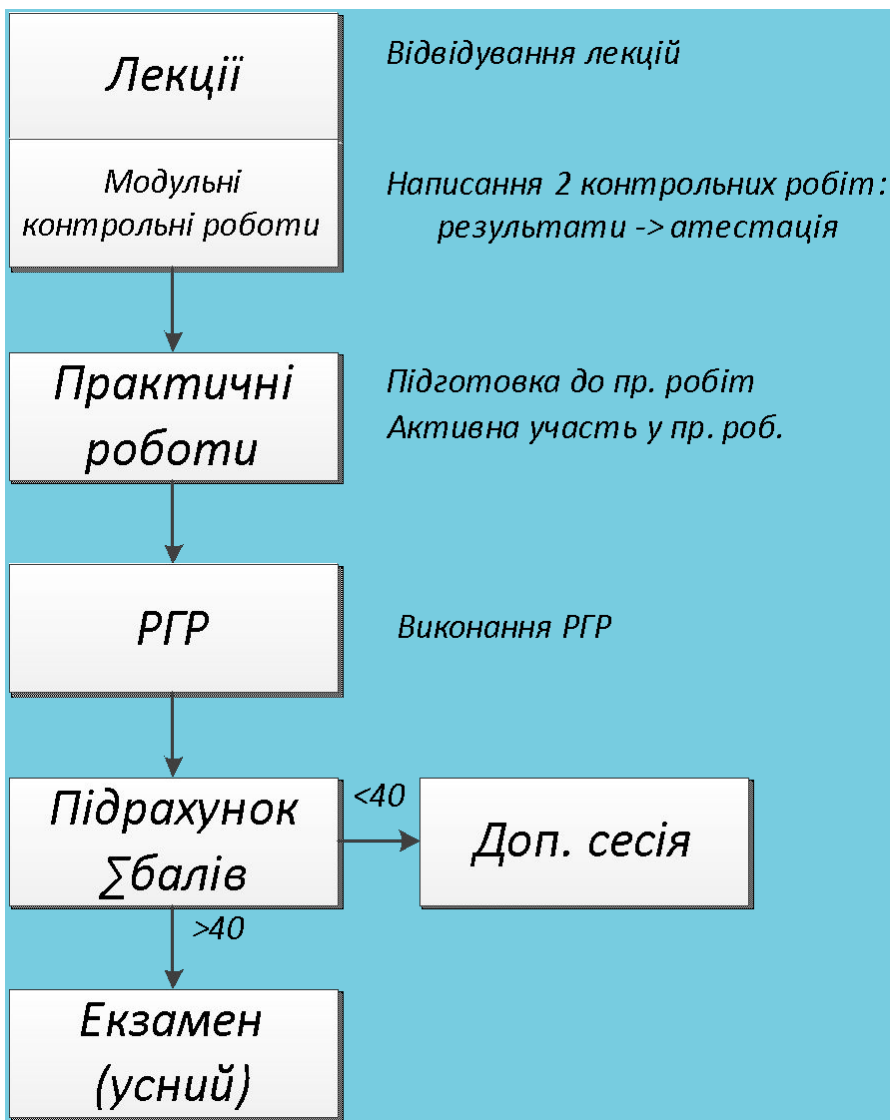 Лекції
Відвідування лекцій
Модульні
контрольні роботи
Написання 2 контрольних робіт:
результати -> атестація
Практичні
роботи
Підготовка до пр. робіт
Активна участь у пр. роб.
РГР
Виконання РГР
Підрахунок
∑балів
<40
Доп. сесія
>40
Екзамен
(усний)